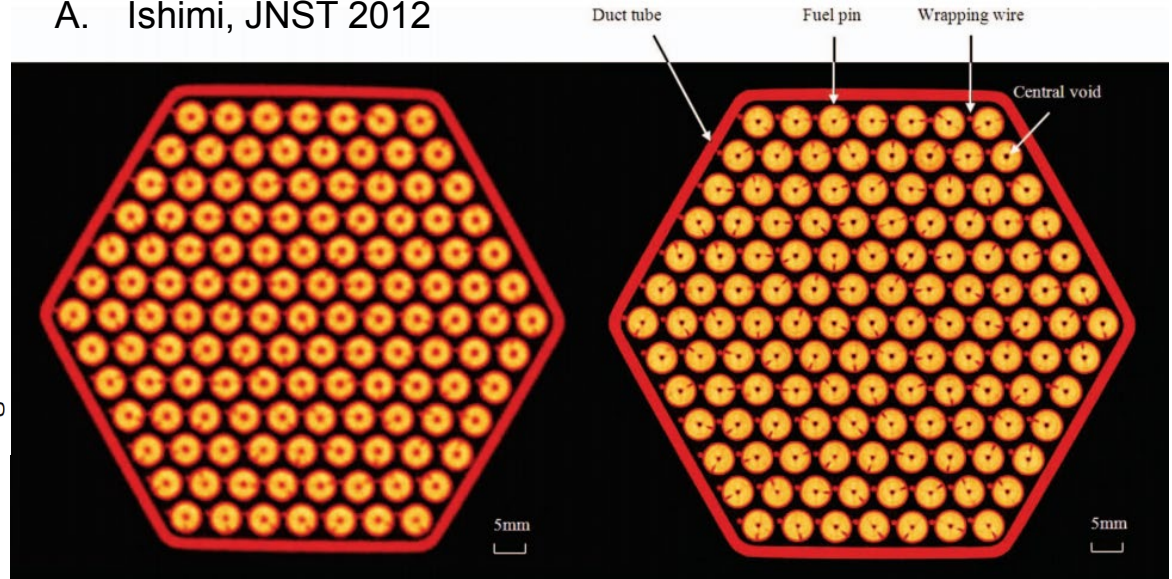 A. Ishimi, JNST 2012
Duct tube
Fuel pin
Wrapping wire
Central void
5mm
5mm